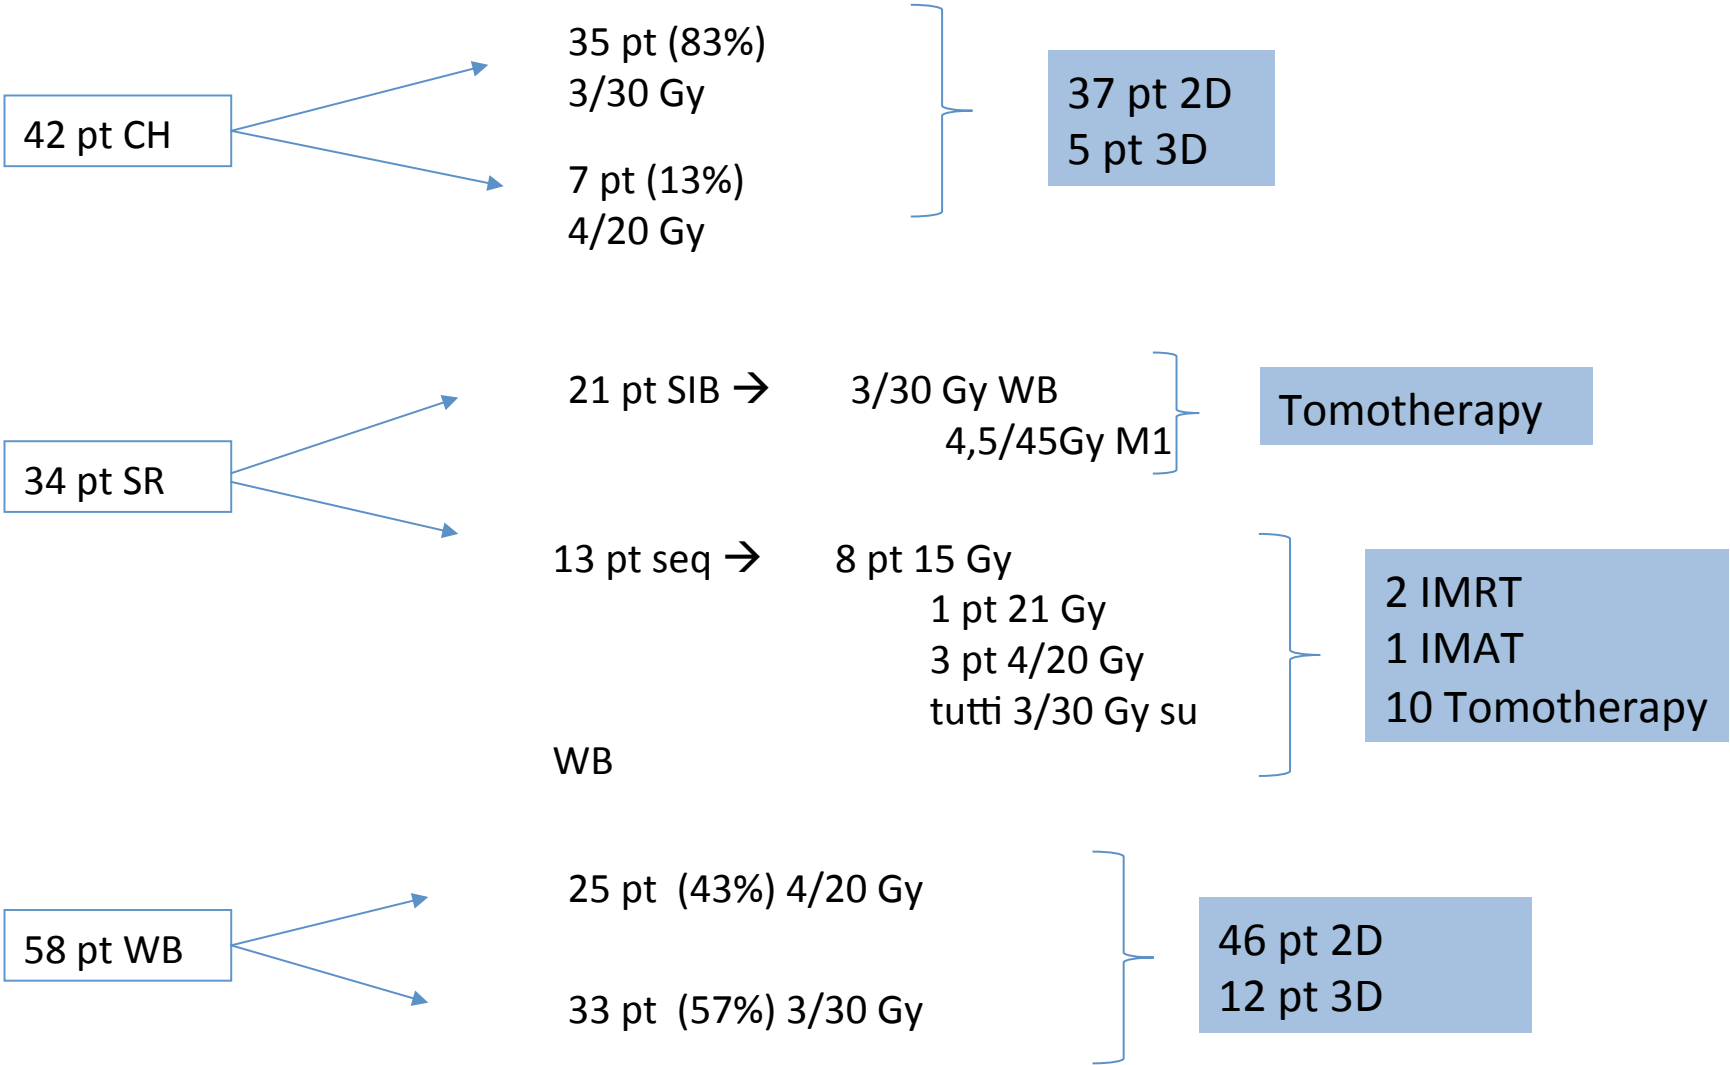 42 pt CH
35 pt (83%)
3/30 Gy
7 pt (13%)
4/20 Gy
37 pt 2D
5 pt 3D
34 pt SR
21 pt SIB → 3/30 Gy WB
4,5/45Gy M1
Tomotherapy
13 pt seq → 8 pt 15 Gy
1 pt 21 Gy
3 pt 4/20 Gy
tutti 3/30 Gy su
WB
2 IMRT
1 IMAT
10 Tomotherapy
58 pt WB
25 pt (43%) 4/20 Gy
33 pt (57%) 3/30 Gy
46 pt 2D
12 pt 3D